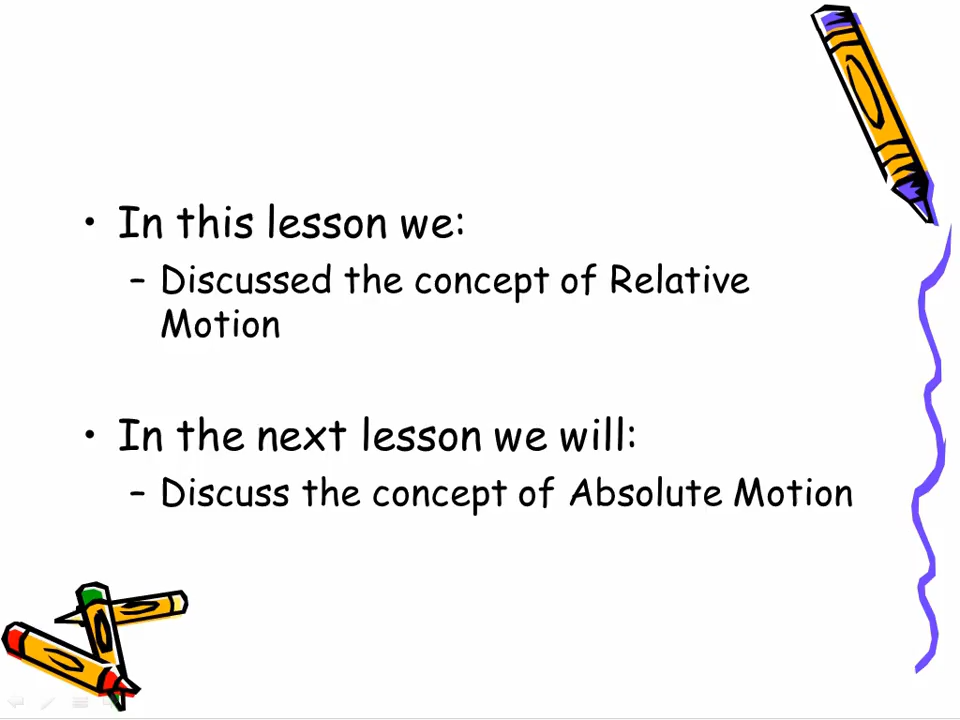 • In this lesson we:
– Discussed the concept of Relative
Motion
• In the next lesson we will:
– Discuss the concept of Absolute Motion